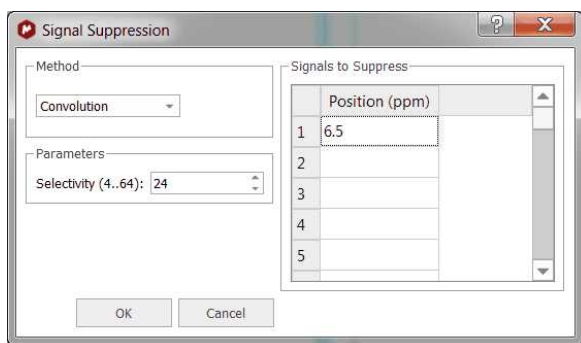 Signal Suppression
Method
Convolution
Parameters
Selectivity (4..64): 24
Signals to Suppress
Position (ppm)
1 6.5
2
3
4
5
OK Cancel